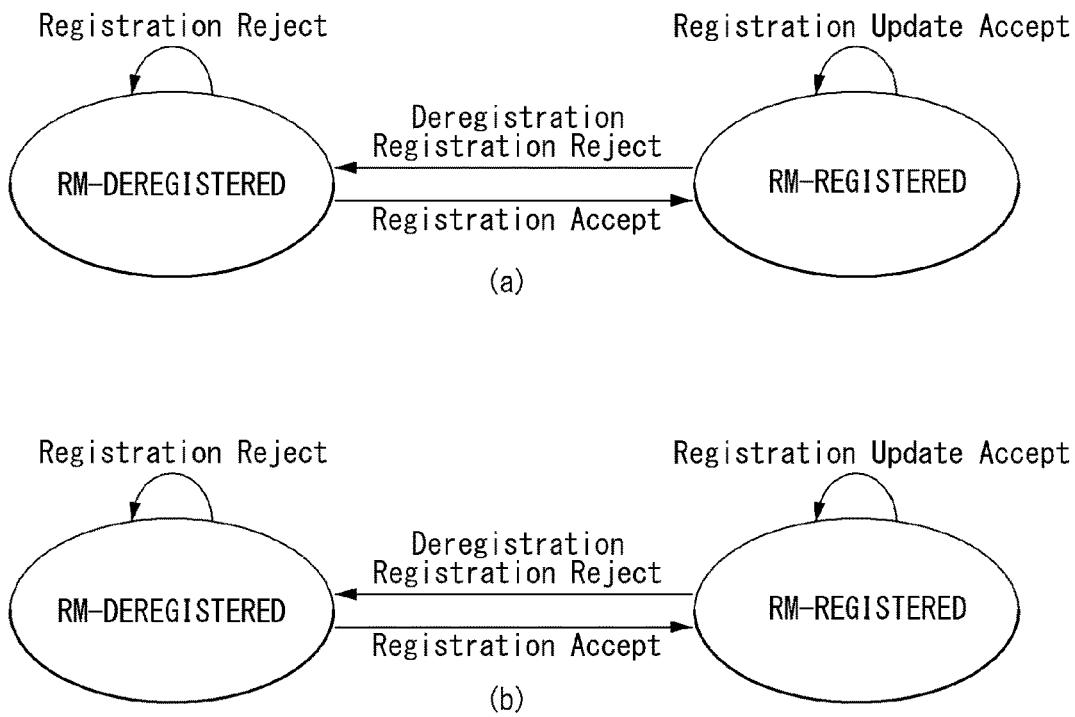 Registration Reject
Registration Update Accept
Deregistration
Registration Reject
RM-DEREGISTERED
RM-REGISTERED
Registration Accept
(a)
Registration Reject
Registration Update Accept
Deregistration
Registration Reject
RM-DEREGISTERED
RM-REGISTERED
Registration Accept
(b)